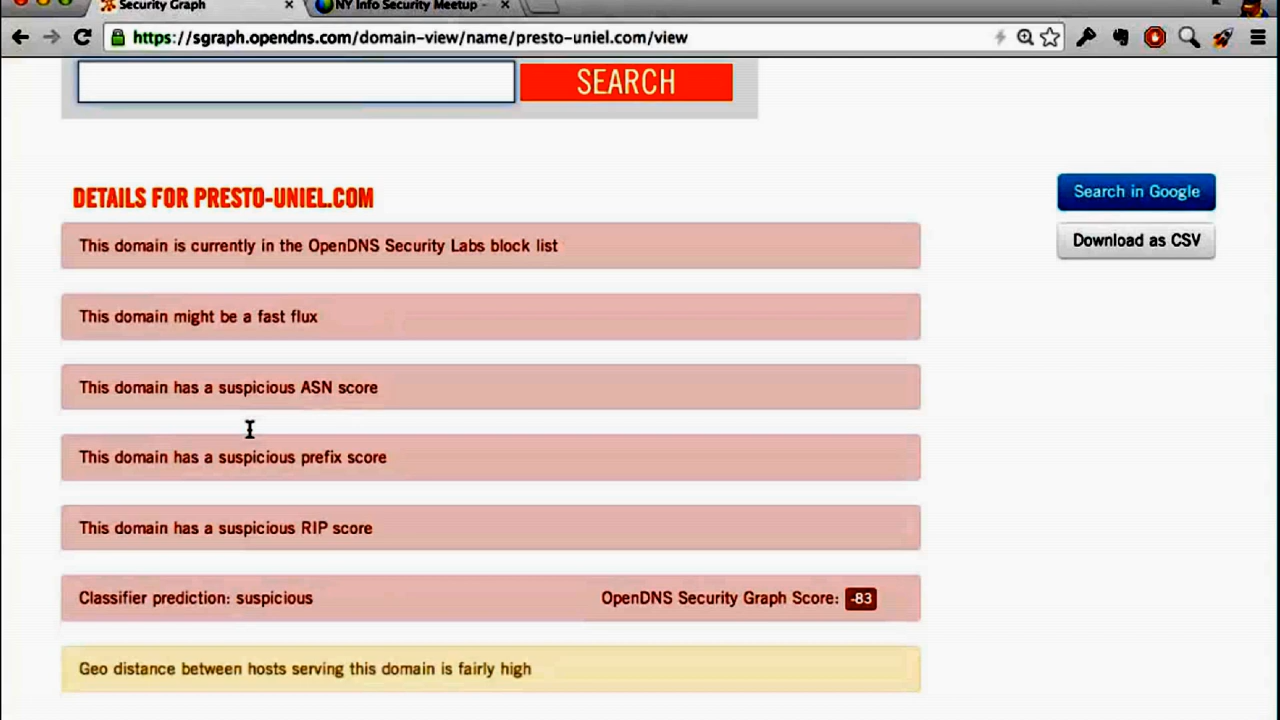 Security Graph
NY Info Security Meetup -
https://sgraph.opendns.com/domain-view/name/presto-uniel.com/view
SEARCH
DETAILS FOR PRESTO-UNIEL.COM
Search in Google
Download as CSV
This domain is currently in the OpenDNS Security Labs block list
This domain might be a fast flux
This domain has a suspicious ASN score
This domain has a suspicious prefix score
This domain has a suspicious RIP score
Classifier prediction: suspicious OpenDNS Security Graph Score: -83
Geo distance between hosts serving this domain is fairly high